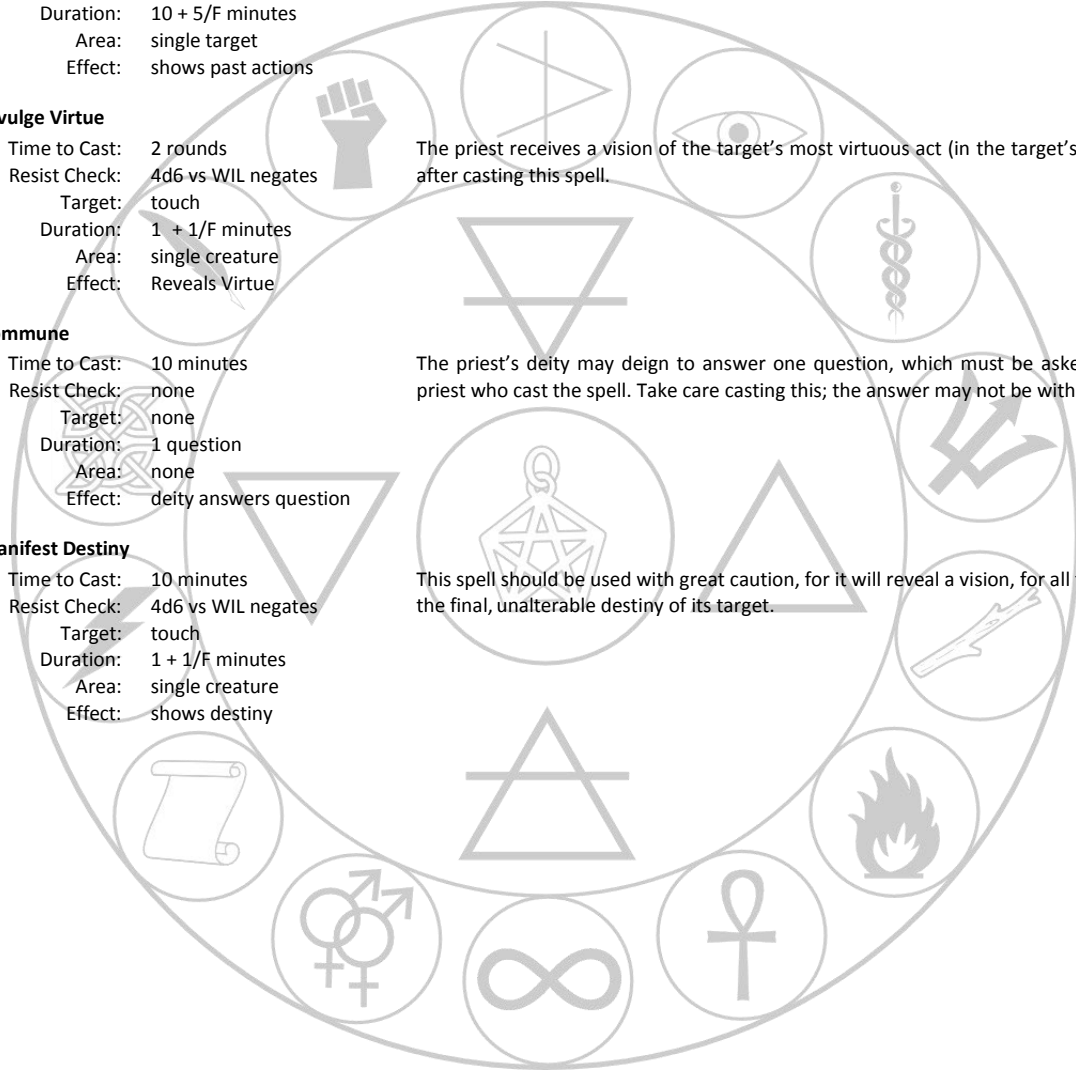 Duration: 10 + 5/F minutes
Area: single target
Effect: shows past actions
vulge Virtue
Time to Cast: 2 rounds The priest receives a vision of the target's most virtuous act (in the target's
Resist Check: 4d6 vs WIL negates after casting this spell.
Target: touch
Duration: 1 + 1/F minutes
Area: single creature
Effect: Reveals Virtue
mmune
Time to Cast: 10 minutes The priest's deity may deign to answer one question, which must be aske
Resist Check: none priest who cast the spell. Take care casting this; the answer may not be with
Target: none
Duration: 1 question
Area: none
Effect: deity answers question
anifest Destiny
Time to Cast: 10 minutes This spell should be used with great caution, for it will reveal a vision, for all
Resist Check: 4d6 vs WIL negates the final, unalterable destiny of its target.
Target: touch
Duration: 1 + 1/F minutes
Area: single creature
Effect: shows destiny